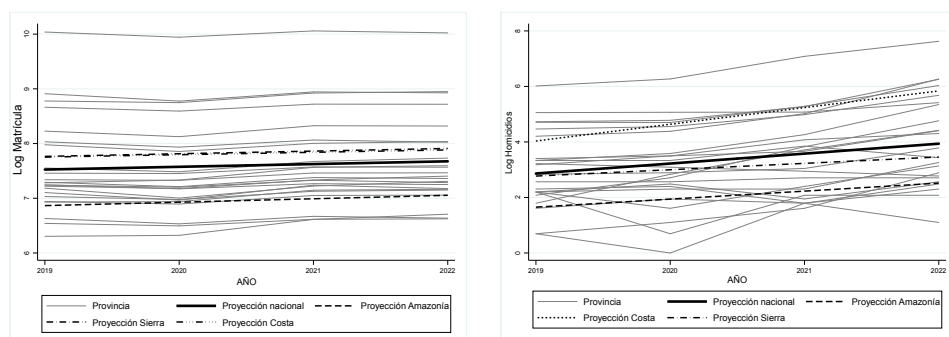 Log Matrícula
10
9
8
7
6
2019 2020 2021 2022
AÑO
Provincia Proyección nacional Proyección Amazonía
Proyección Sierra Proyección Costa
Log Homicidios
8
6
4
2
0
2019 2020 2021 2022
AÑO
Provincia Proyección nacional Proyección Amazonía
Proyección Costa Proyección Sierra